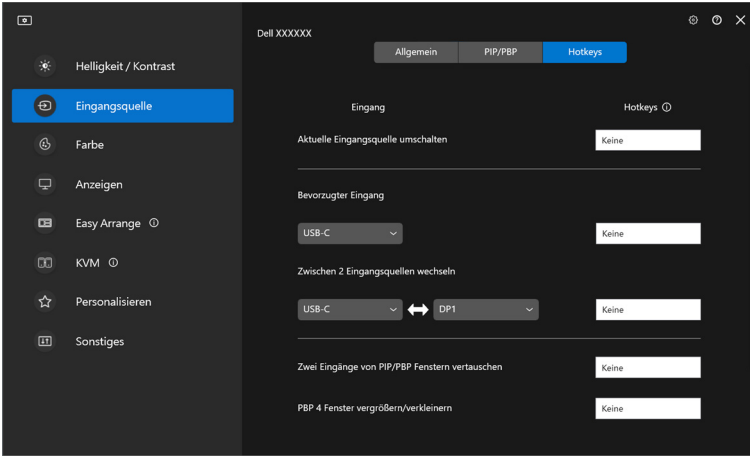 Dell XXXXXX
Allgemein PIP/PBP Hotkeys
Helligkeit / Kontrast
Eingangsquelle
Farbe
Anzeigen
Easy Arrange
KVM
Personalisieren
Sonstiges
Eingang Hotkeys
Aktuelle Eingangsquelle umschalten Keine
Bevorzugter Eingang
USB-C Keine
Zwischen 2 Eingangsquellen wechseln
USB-C DP1 Keine
Zwei Eingänge von PIP/PBP Fenstern vertauschen Keine
PBP 4 Fenster vergrößern/verkleinern Keine